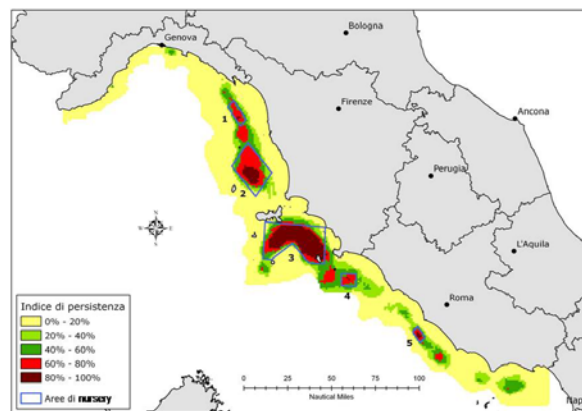 Bologna
Genova
Firenze
Ancona
1
Perugia
2
L'Aquila
3
4
Roma
5
Indice di persistenza
0% - 20%
20% - 40%
40% - 60%
60% - 80%
80% - 100%
Aree di nursery
0 25 50 100
Nautical Miles
Nap